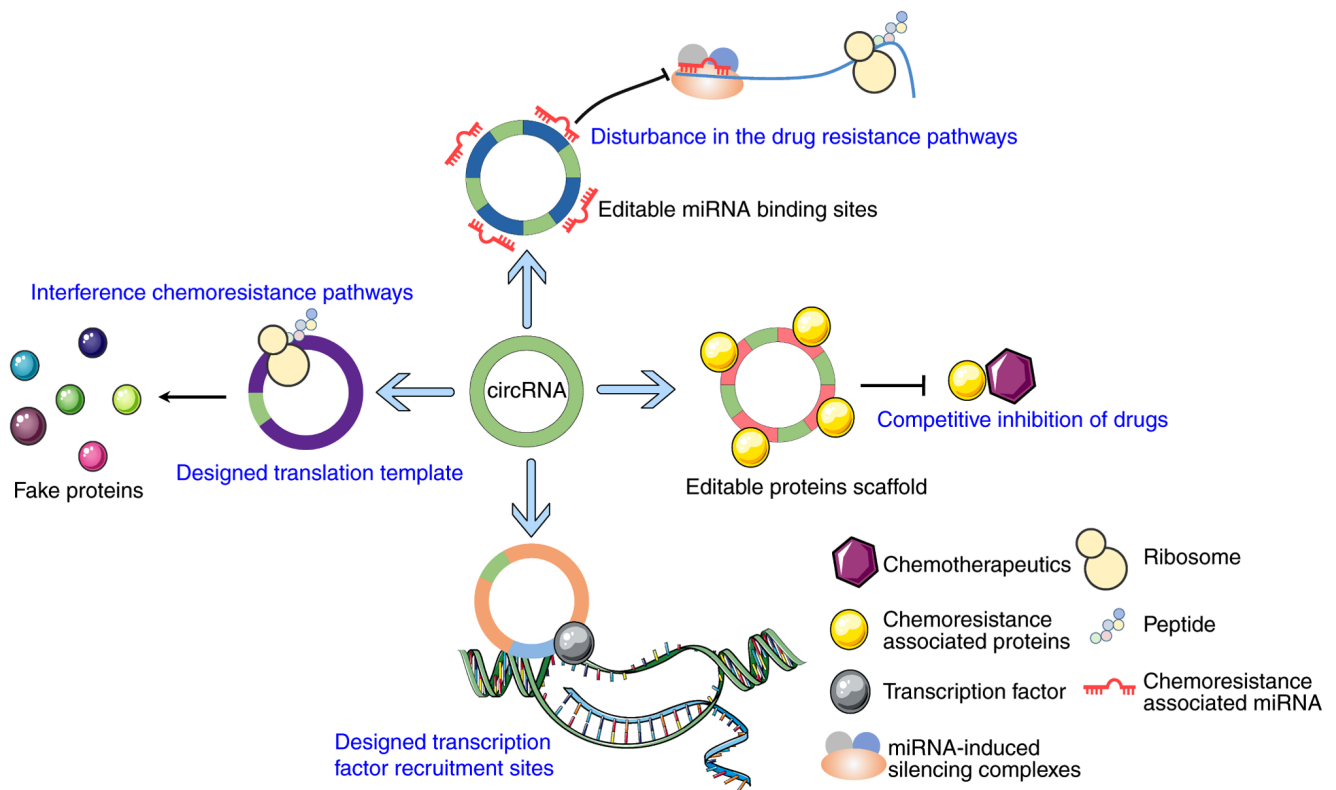 Disturbance in the drug resistance pathways
Editable miRNA binding sites
Interference chemoresistance pathways
circRNA
Competitive inhibition of drugs
Designed translation template
Fake proteins
Editable proteins scaffold
Designed transcription
factor recruitment sites
Chemotherapeutics
Ribosome
Chemoresistance
associated proteins
Peptide
Transcription factor
Chemoresistance
associated miRNA
miRNA-induced
silencing complexes